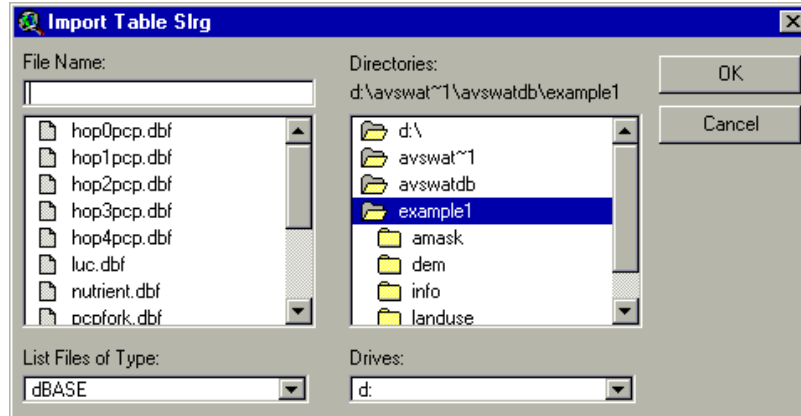 Import Table Slrg
File Name:
hop0pcp.dbf
hop1pcp.dbf
hop2pcp.dbf
hop3pcp.dbf
hop4pcp.dbf
luc.dbf
nutrient.dbf
pcpfork.dbf
List Files of Type:
dBASE
Directories:
d:\avswat~1\avswatdb\example1
d:\
avswat~1
avswatdb
example1
amask
dem
info
landuse
Drives:
d:
OK
Cancel